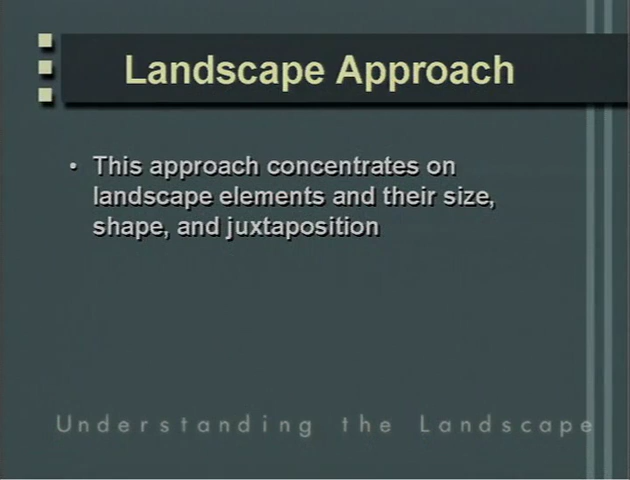 Landscape Approach
• This approach concentrates on
landscape elements and their size,
shape, and juxtaposition
Understanding the Landscape